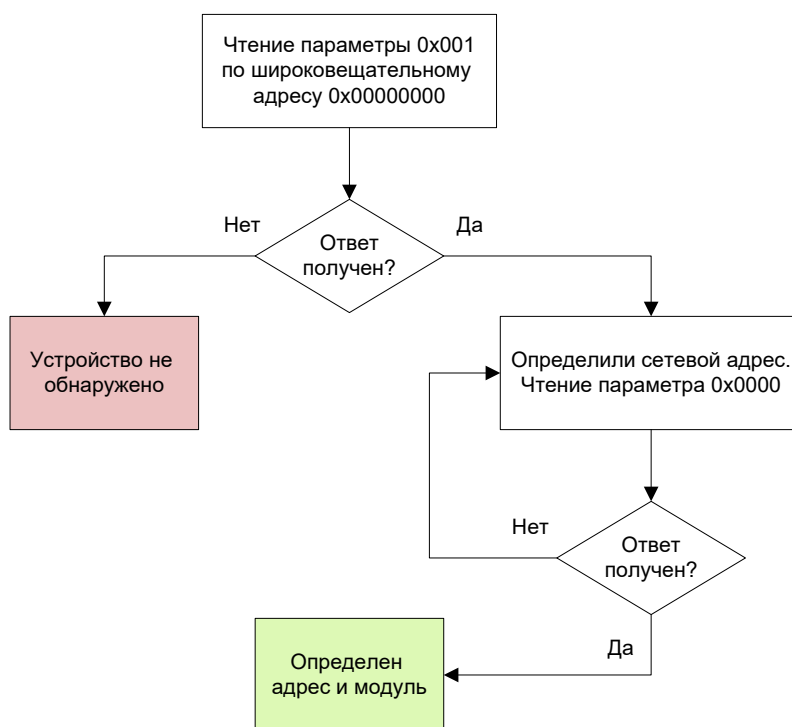 Чтение параметры 0x001
по широковещательному
адресу 0x00000000
Нет
Да
Ответ
получен?
Устройство не
обнаружено
Определили сетевой адрес.
Чтение параметра 0x0000
Нет
Ответ
получен?
Да
Определен
адрес и модуль